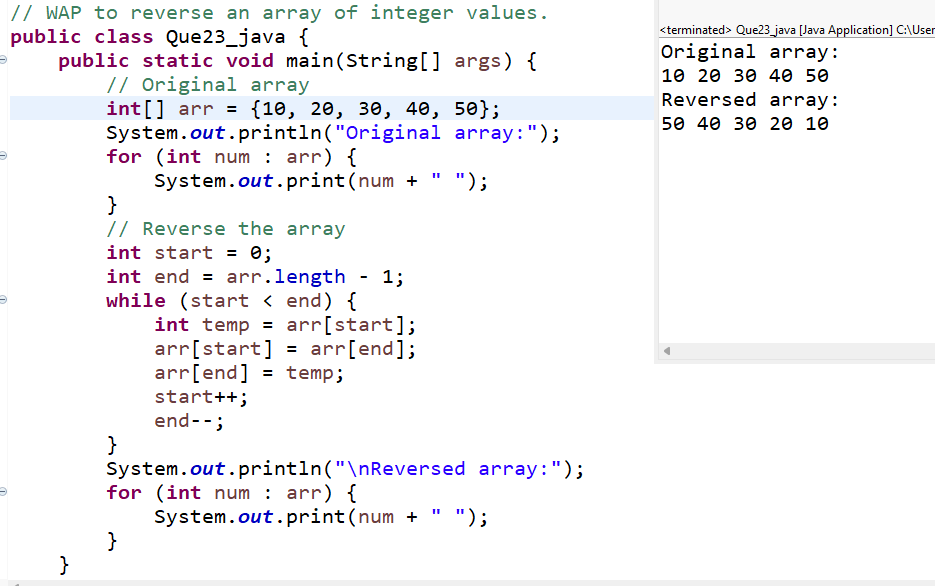 // WAP to reverse an array of integer values.
public class Que23_java {
    public static void main(String[] args) {
        // Original array
        int[] arr = {10, 20, 30, 40, 50};
        System.out.println("Original array:");
        for (int num : arr) {
            System.out.print(num + " ");
        }
        // Reverse the array
        int start = 0;
        int end = arr.length - 1;
        while (start < end) {
            int temp = arr[start];
            arr[start] = arr[end];
            arr[end] = temp;
            start++;
            end--;
        }
        System.out.println("\nReversed array:");
        for (int num : arr) {
            System.out.print(num + " ");
        }
    }
<terminated> Que23_java [Java Application] C:\User
Original array:
10 20 30 40 50
Reversed array:
50 40 30 20 10